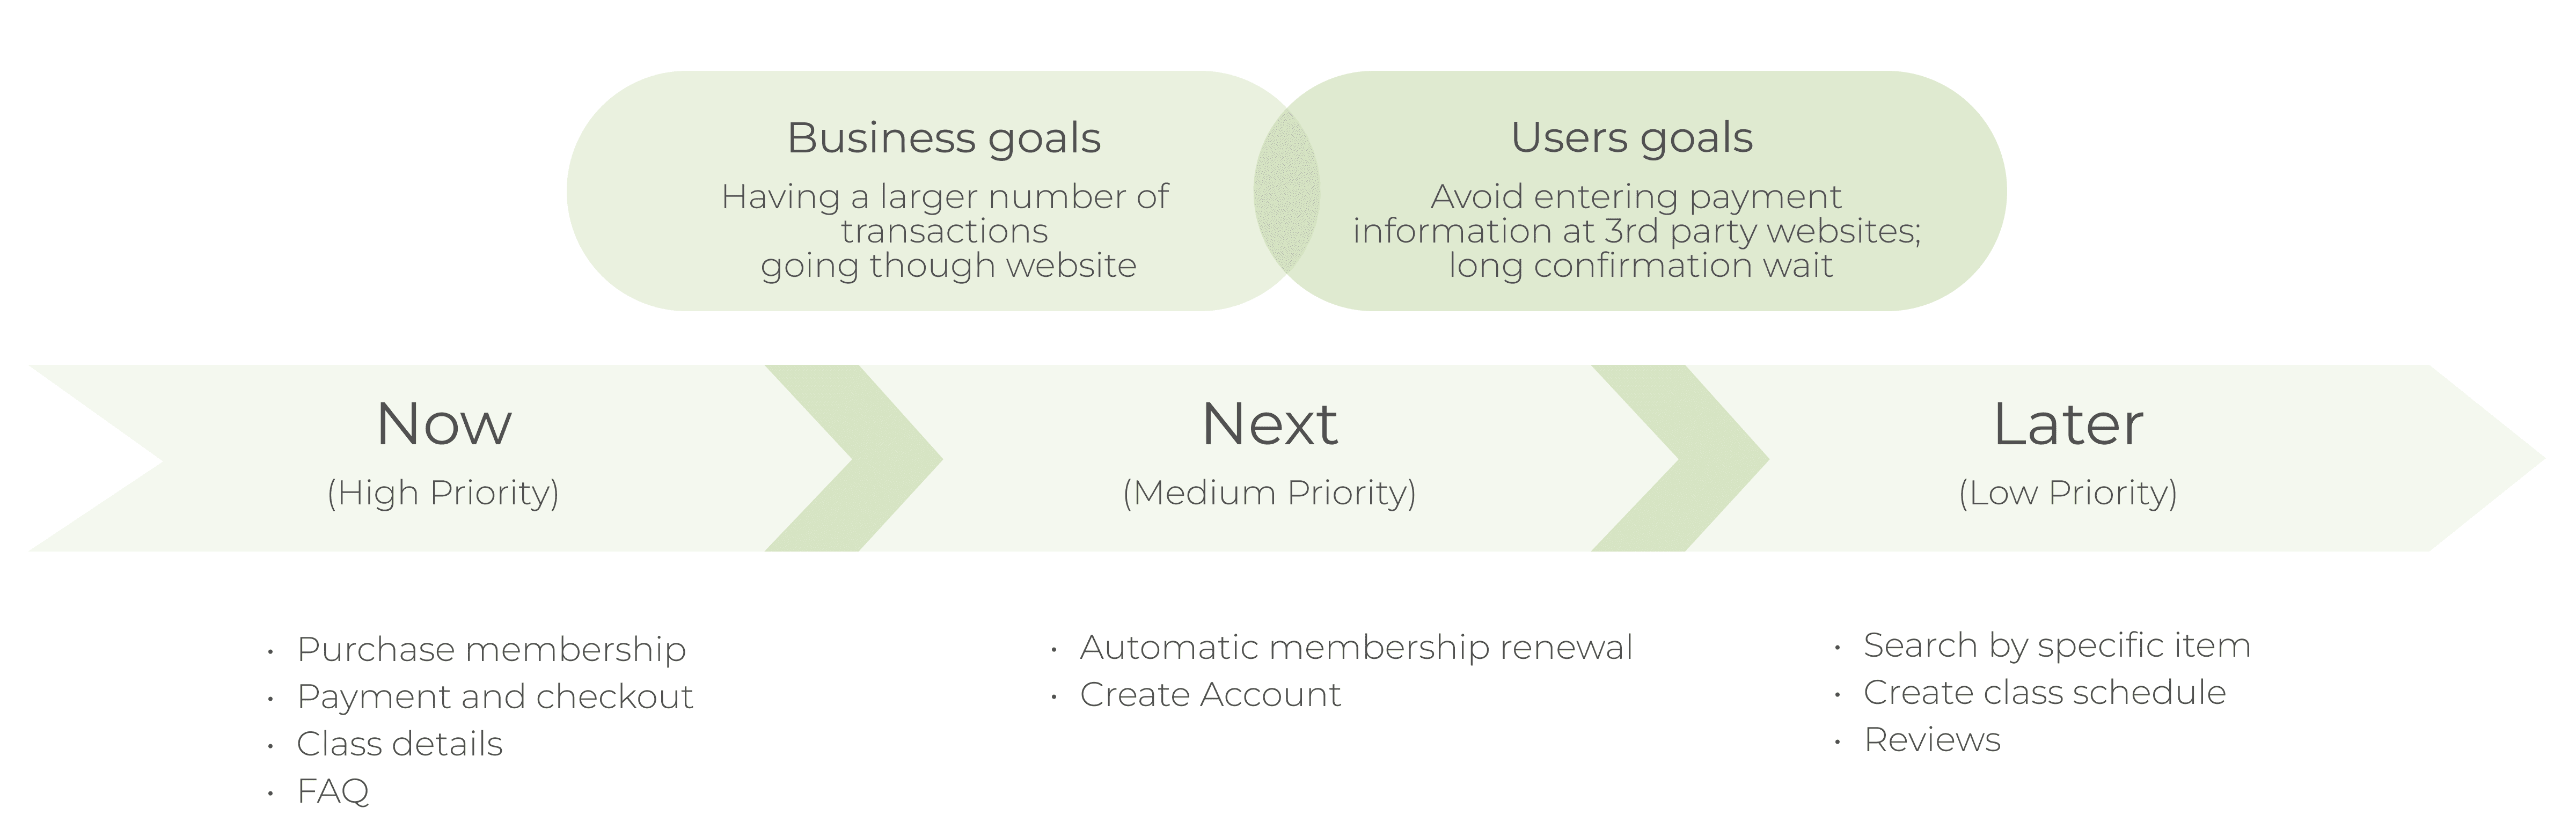 Business goals
Having a larger number of
transactions
going though website
Users goals
Avoid entering payment
information at 3rd party websites;
long confirmation wait
Now
(High Priority)
Next
(Medium Priority)
Later
(Low Priority)
• Purchase membership
• Payment and checkout
• Class details
• FAQ
• Automatic membership renewal
• Create Account
• Search by specific item
• Create class schedule
• Reviews